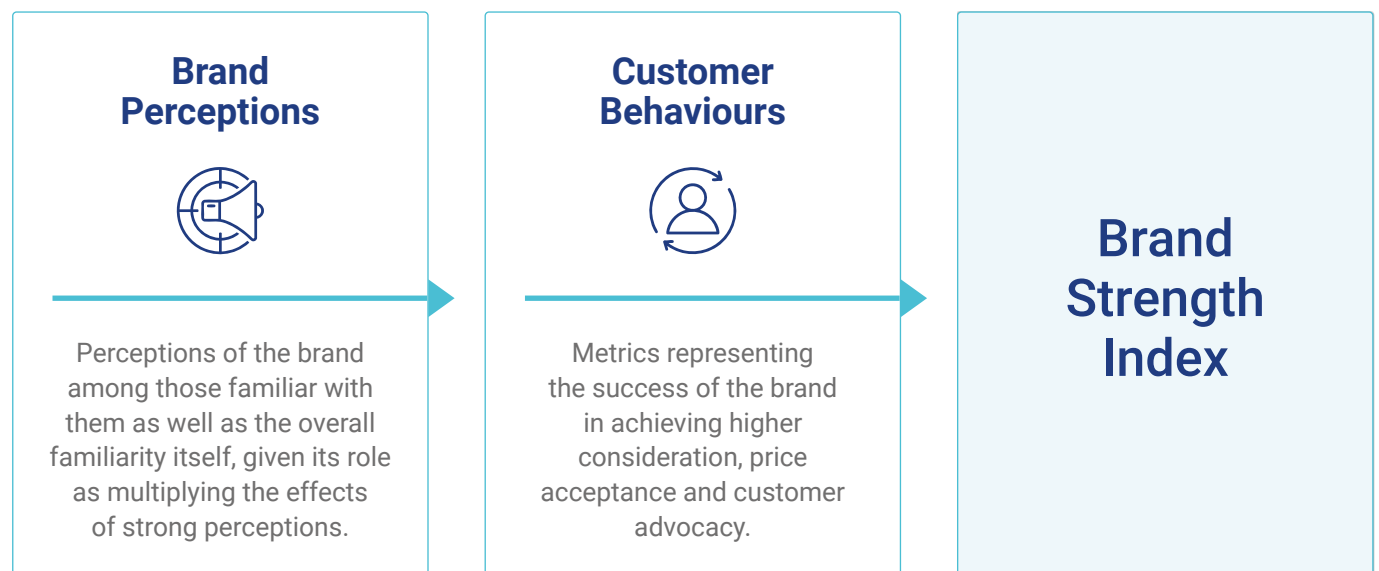 Brand
Perceptions
Perceptions of the brand
among those familiar with
them as well as the overall
familiarity itself, given its role
as multiplying the effects
of strong perceptions.
Customer
Behaviours
Metrics representing
the success of the brand
in achieving higher
consideration, price
acceptance and customer
advocacy.
Brand
Strength
Index